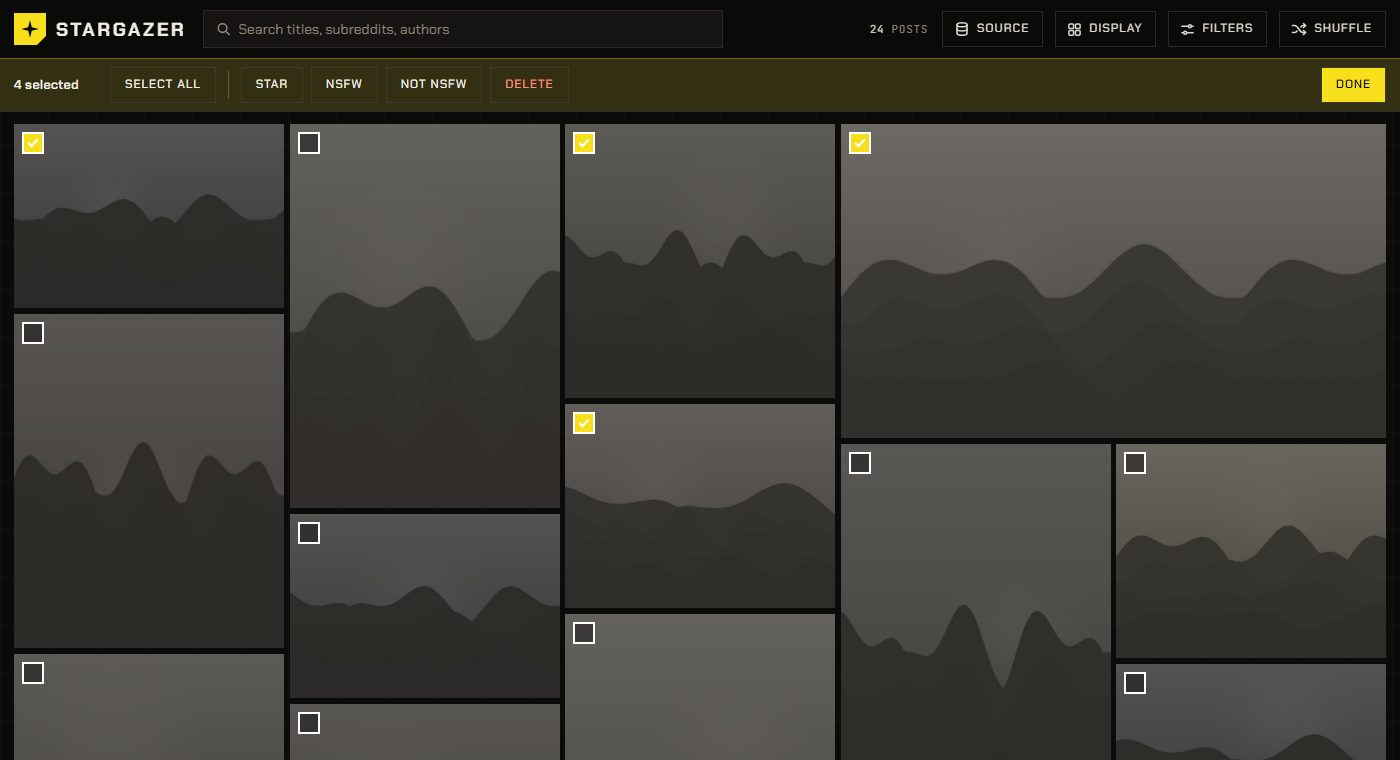 STARGAZER
Search titles, subreddits, authors
24 POSTS
SOURCE
DISPLAY
FILTERS
SHUFFLE
4 selected
SELECT ALL
STAR
NSFW
NOT NSFW
DELETE
DONE